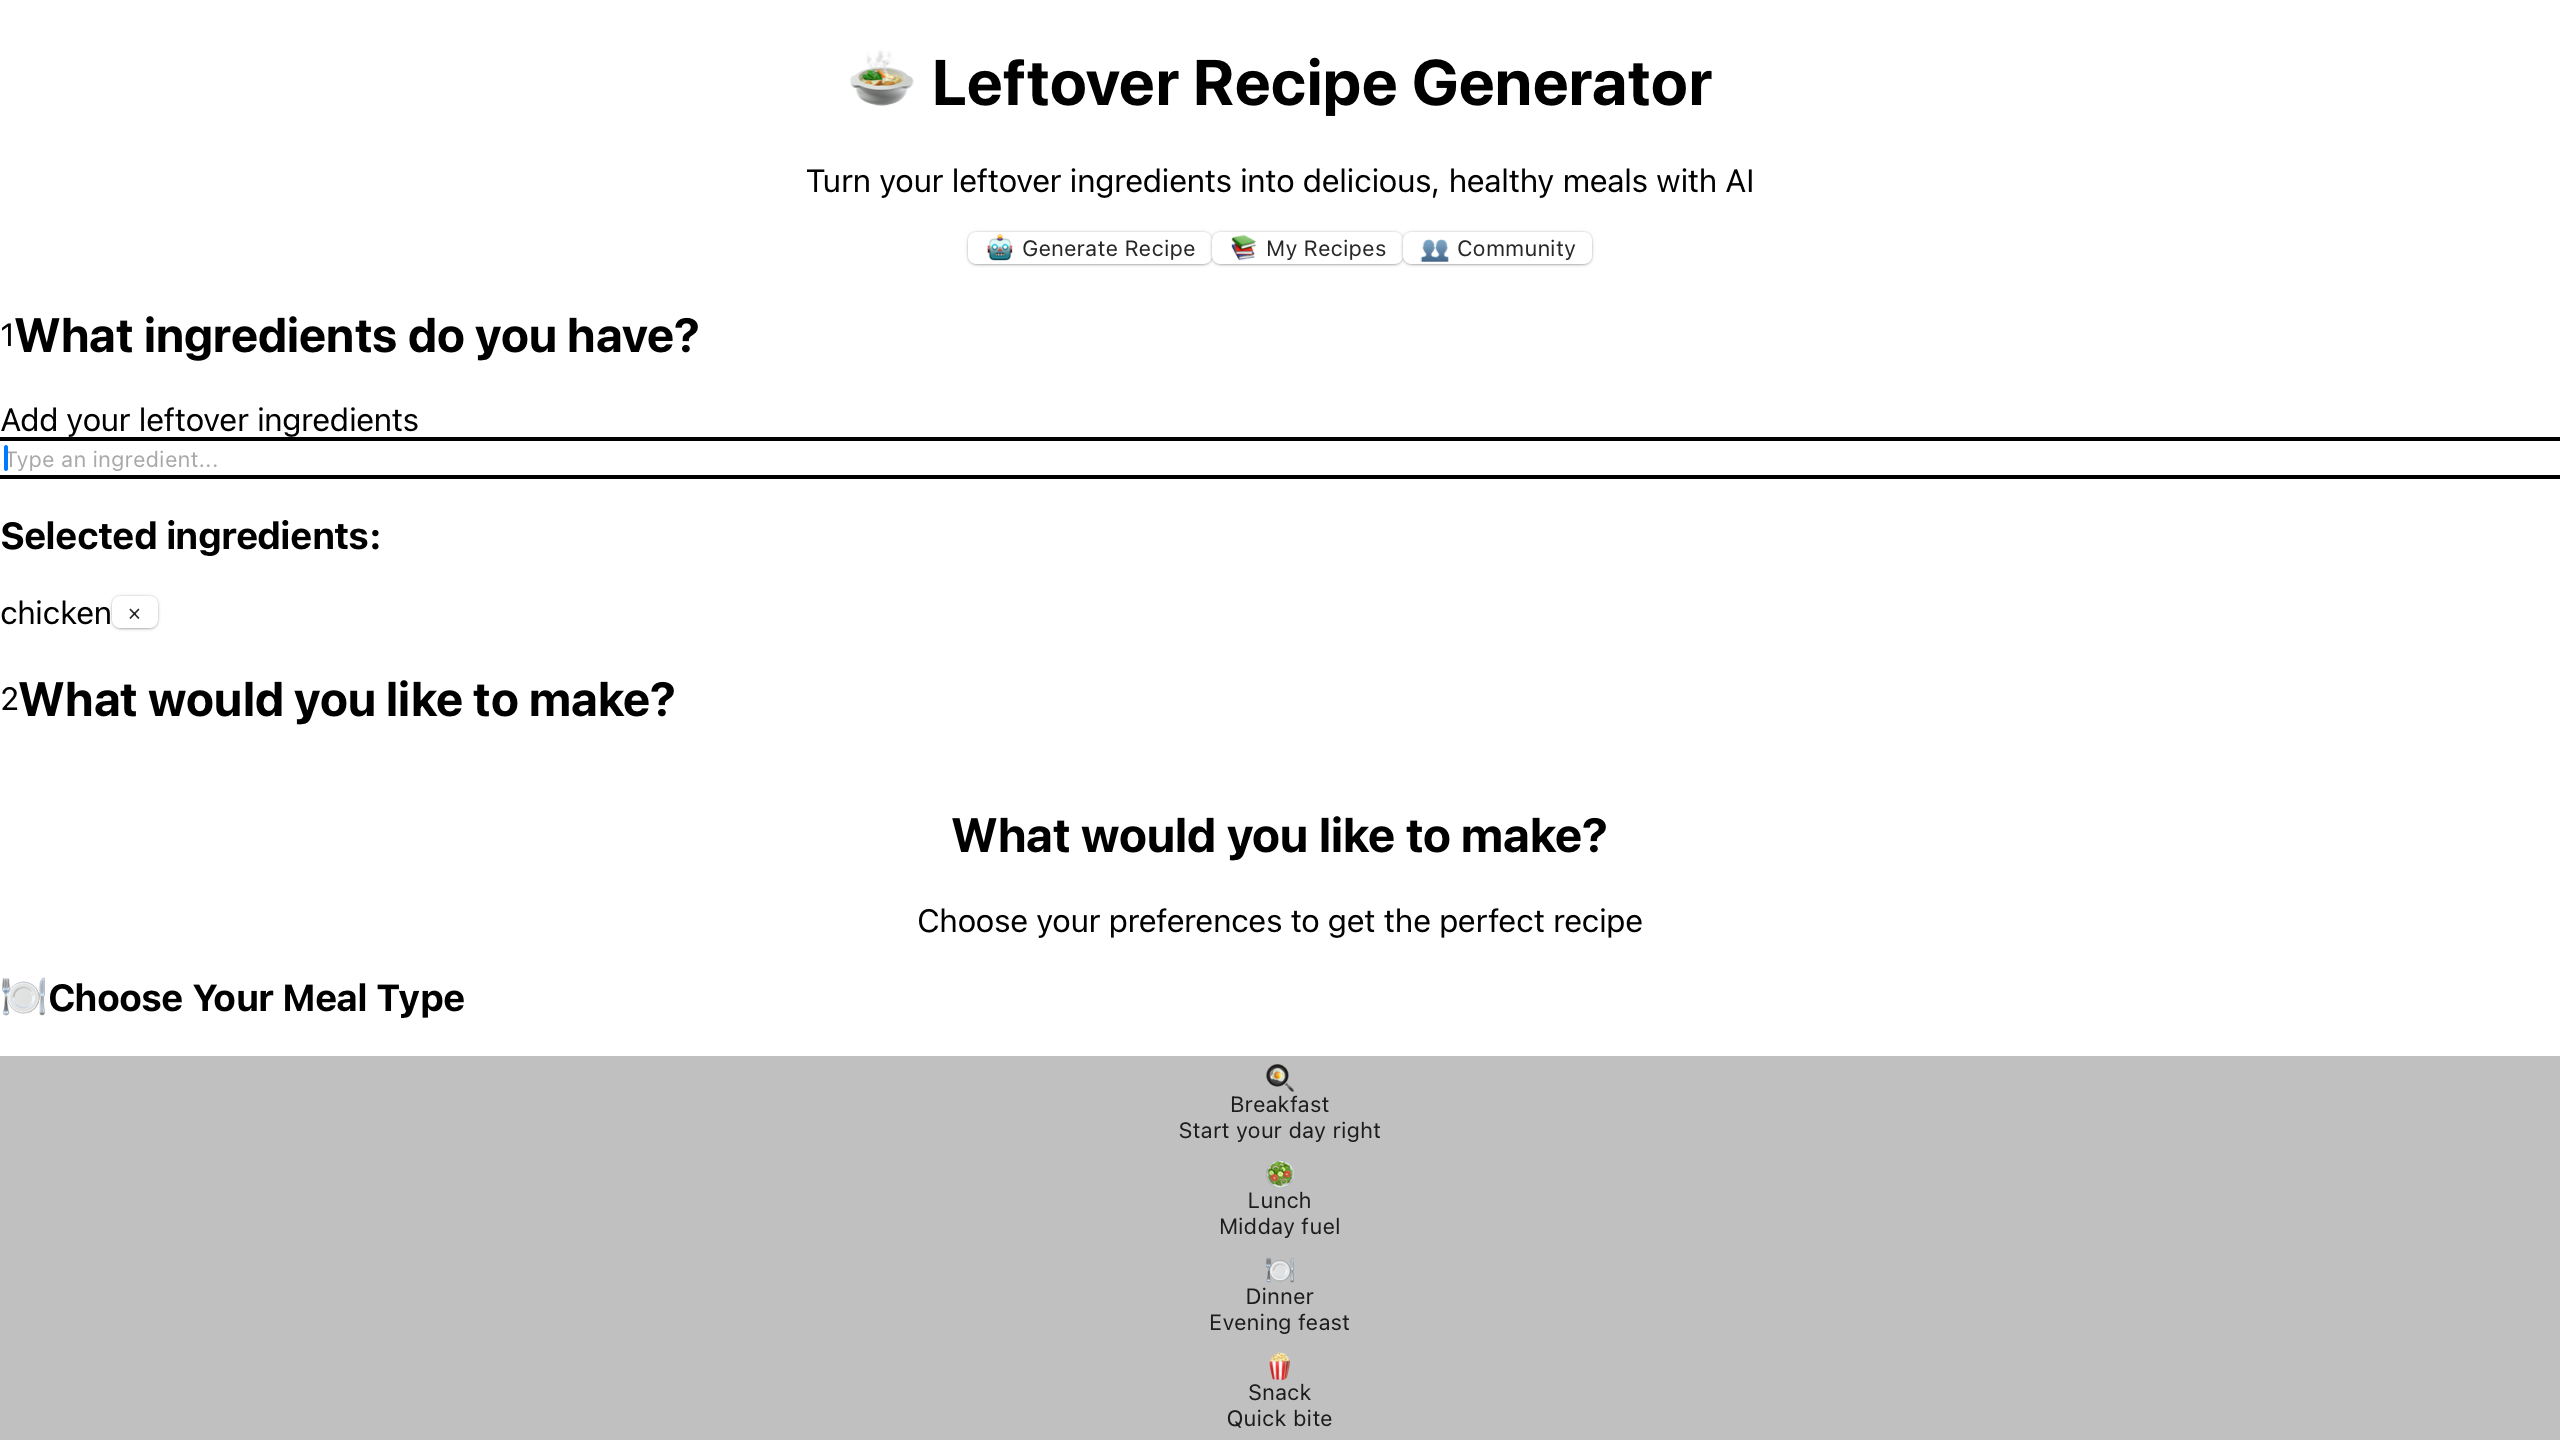 Leftover Recipe Generator
Turn your leftover ingredients into delicious, healthy meals with AI
Generate Recipe My Recipes Community
1What ingredients do you have?
Add your leftover ingredients
Type an ingredient...
Selected ingredients:
chicken ×
2What would you like to make?
What would you like to make?
Choose your preferences to get the perfect recipe
Choose Your Meal Type
Breakfast
Start your day right
Lunch
Midday fuel
Dinner
Evening feast
Snack
Quick bite